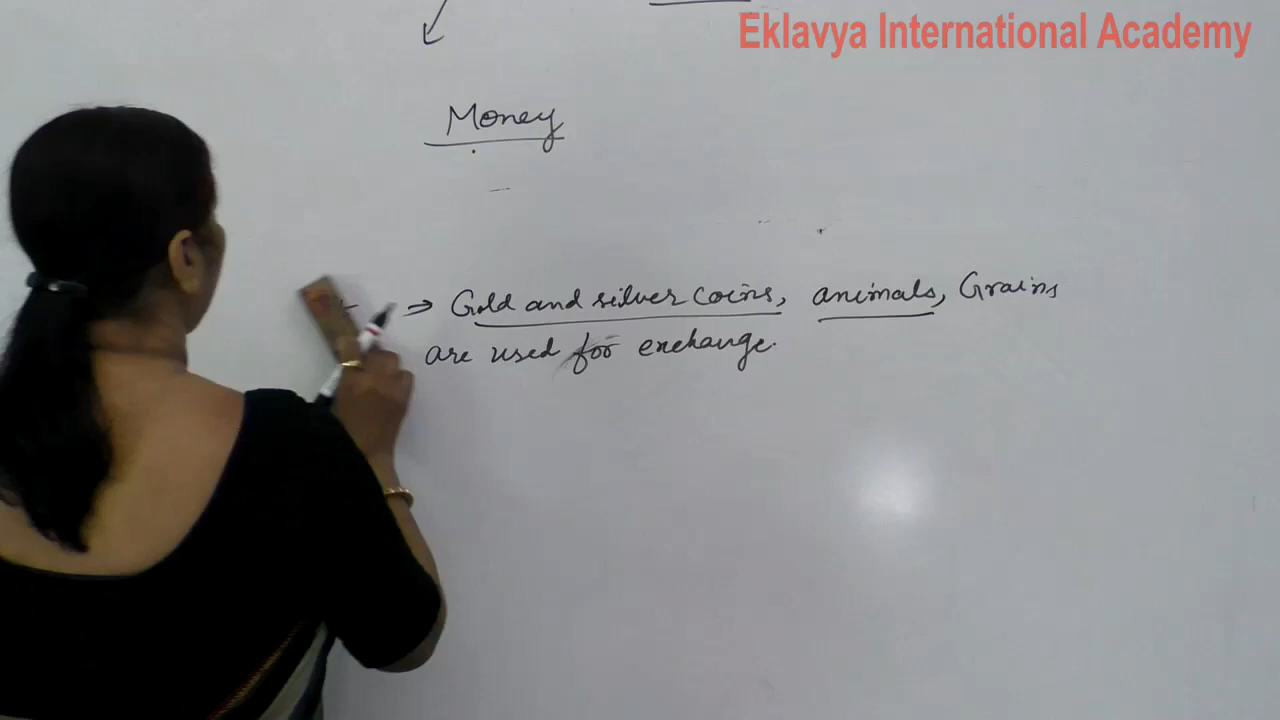 Eklavya International Academy
Money
⇒ Gold and silver coins, animals, Grains
are used for exchange.